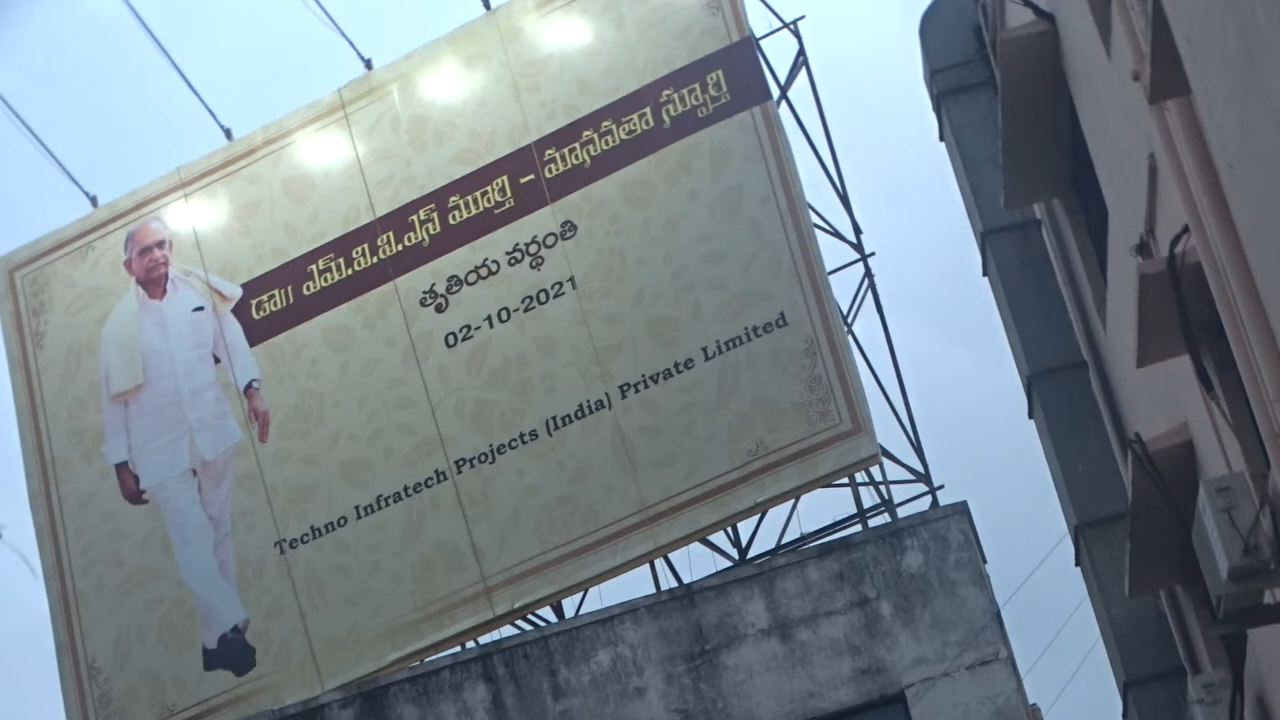 డా|| ఎమ్.వి.వి.ఎస్ మూర్తి - మానవతా స్ఫూర్తి
తృతియ వర్ధంతి
02-10-2021
Techno Infratech Projects (India) Private Limited